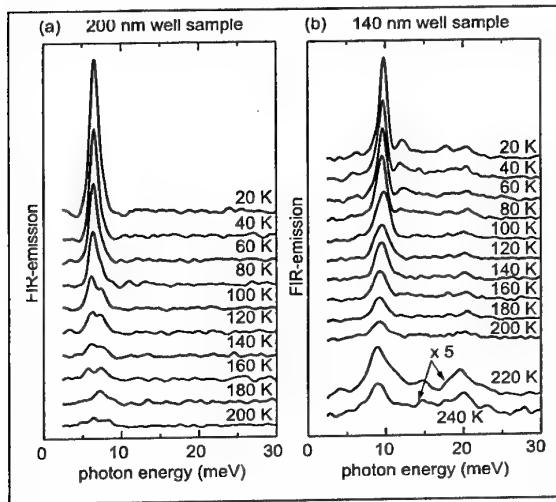 (a) 200 nm well sample
FIR-emission
20 K
40 K
60 K
80 K
100 K
120 K
140 K
160 K
180 K
200 K
0 10 20 30
photon energy (meV)
(b) 140 nm well sample
FIR-emission
20 K
40 K
60 K
80 K
100 K
120 K
140 K
160 K
180 K
200 K
x 5
220 K
240 K
0 10 20 30
photon energy (meV)